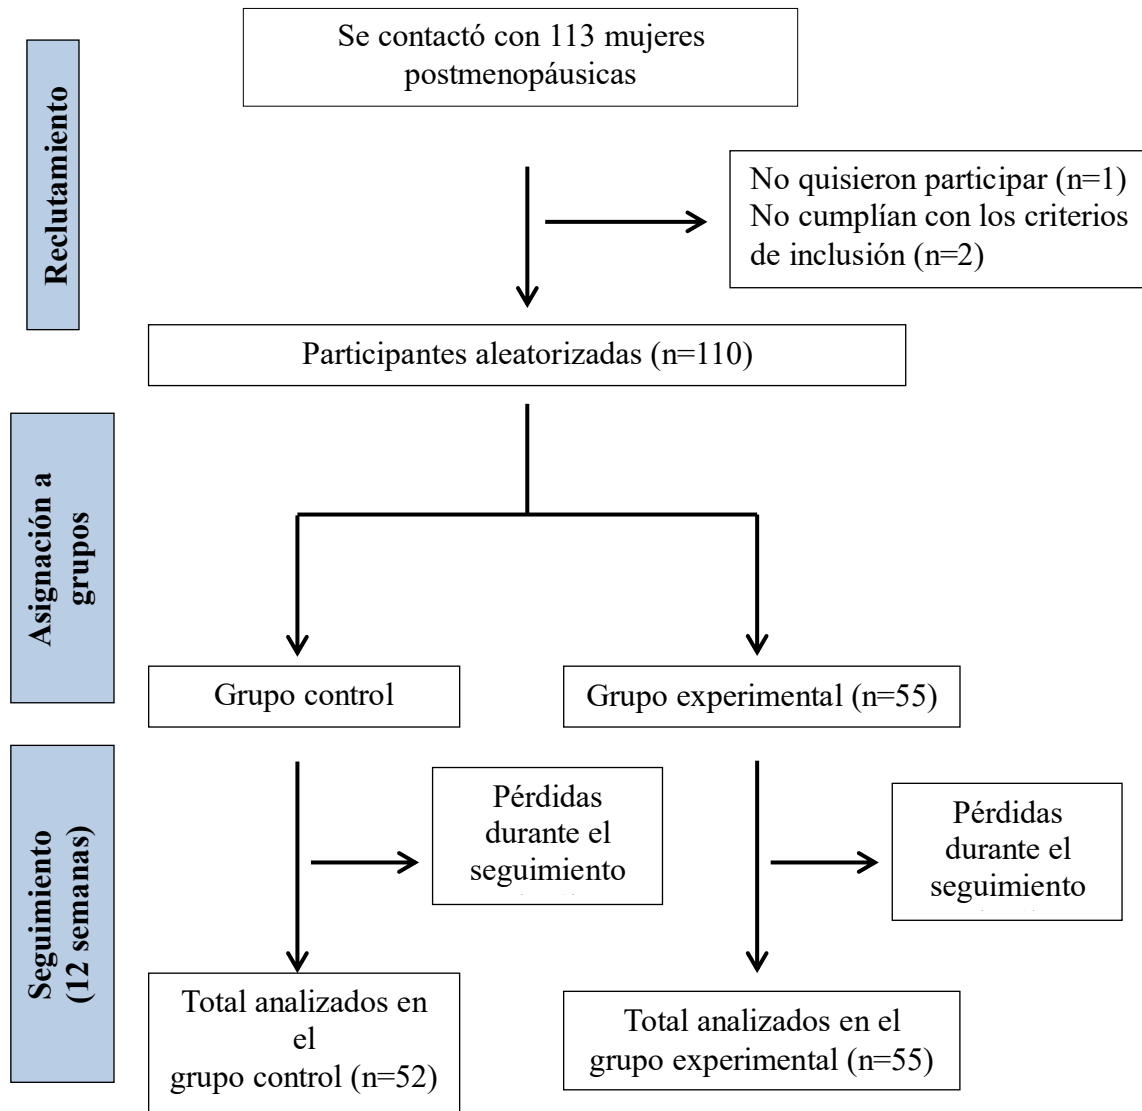 Se contactó con 113 mujeres
postmenopáusicas
Reclutamiento
No quisieron participar (n=1)
No cumplían con los criterios
de inclusión (n=2)
Participantes aleatorizadas (n=110)
Asignación a
grupos
Grupo control
Grupo experimental (n=55)
Seguimiento
(12 semanas)
Pérdidas
durante el
seguimiento
Pérdidas
durante el
seguimiento
Total analizados en
el
grupo control (n=52)
Total analizados en el
grupo experimental (n=55)